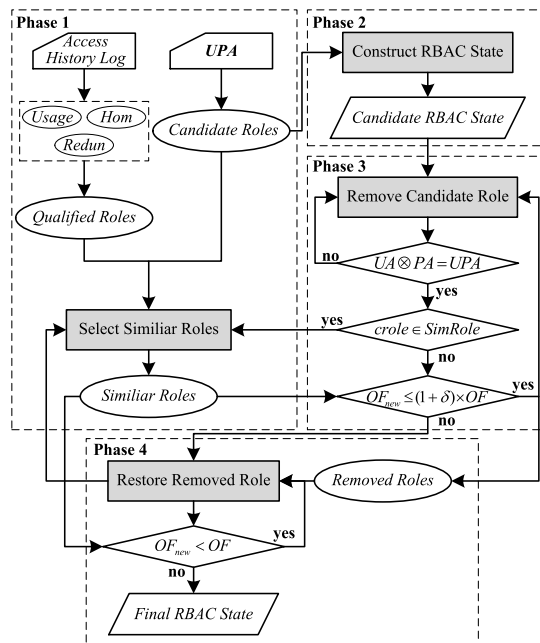 Phase 1
Access
History Log
UPA
Usage
Hom
Redun
Candidate Roles
Qualified Roles
Select Similiar Roles
Similiar Roles
Phase 2
Construct RBAC State
Candidate RBAC State
Phase 3
Remove Candidate Role
no
UA⊗PA=UPA
yes
yes
crole∈SimRole
no
OF_new≤(1+δ)×OF
yes
no
Phase 4
Restore Removed Role
Removed Roles
OF_new<OF
yes
no
Final RBAC State